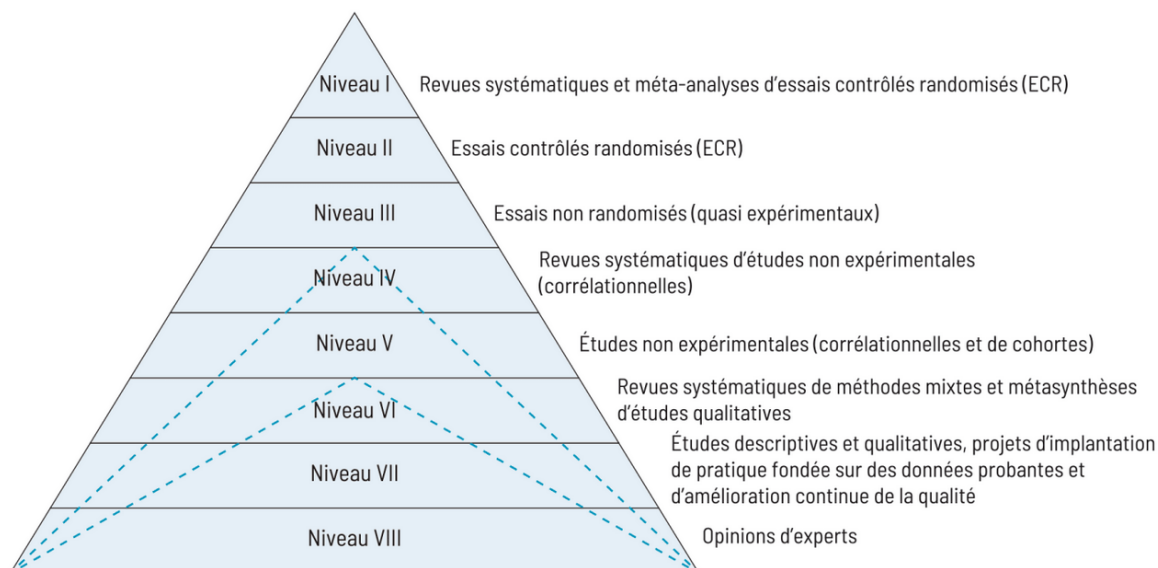 Niveau I
Revues systématiques et méta-analyses d'essais contrôlés randomisés (ECR)
Niveau II
Essais contrôlés randomisés (ECR)
Niveau III
Essais non randomisés (quasi expérimentaux)
Niveau IV
Revues systématiques d'études non expérimentales
(corrélationnelles)
Niveau V
Études non expérimentales (corrélationnelles et de cohortes)
Niveau VI
Revues systématiques de méthodes mixtes et métasynthèses
d'études qualitatives
Niveau VII
Études descriptives et qualitatives, projets d'implantation
de pratique fondée sur des données probantes et
d'amélioration continue de la qualité
Niveau VIII
Opinions d'experts